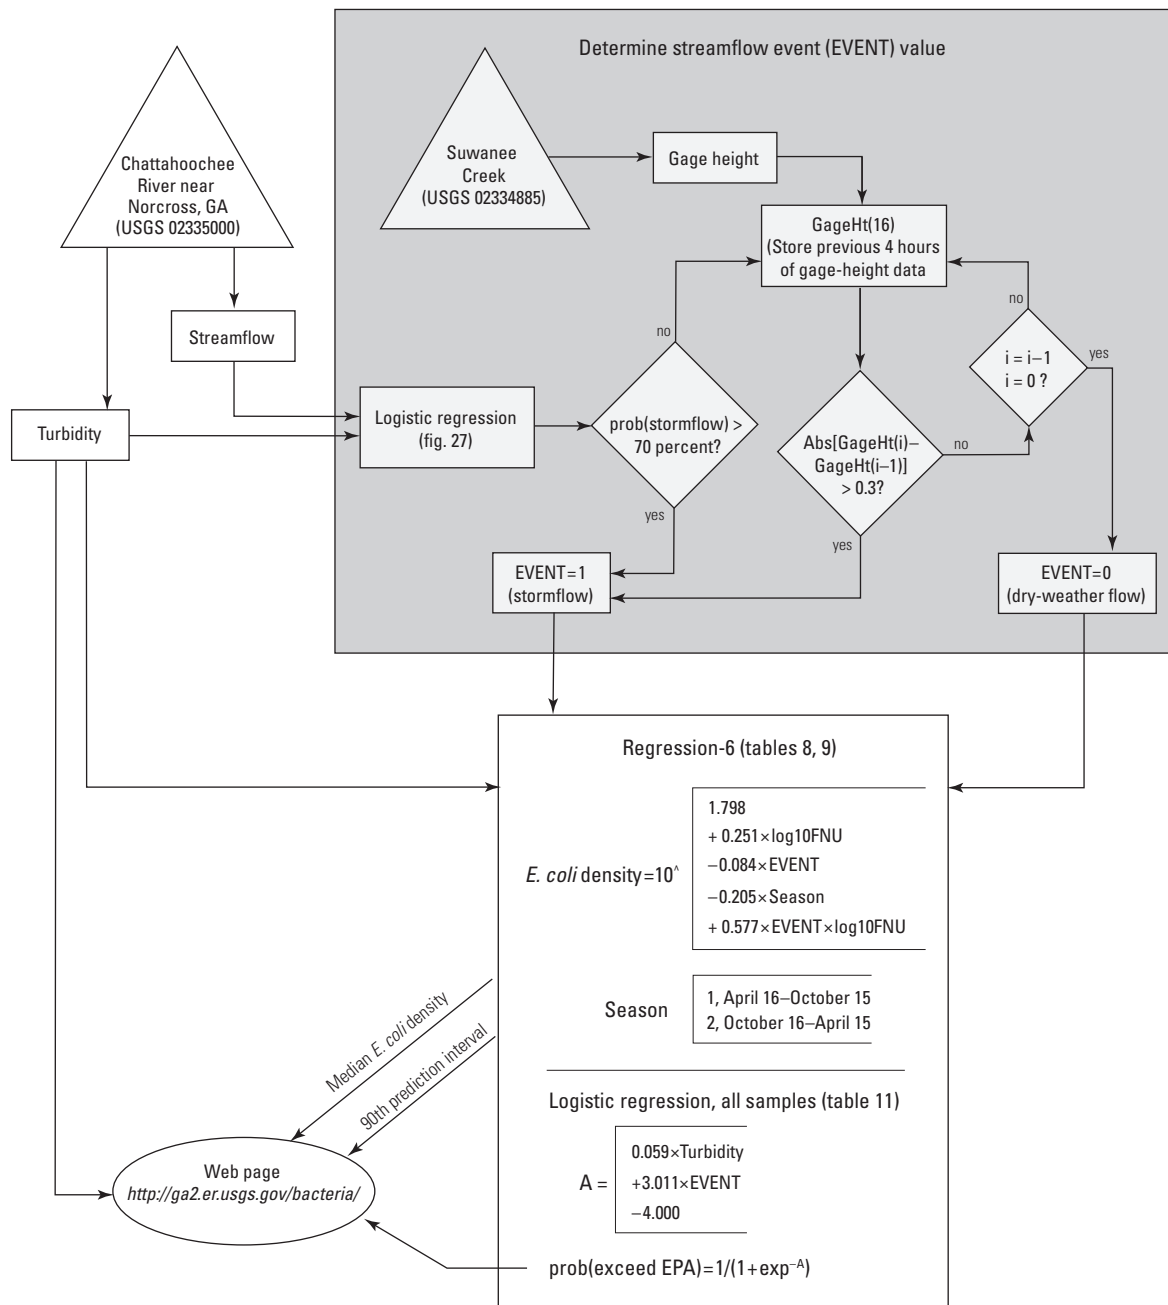 Determine streamflow event (EVENT) value
Chattahoochee
River near
Norcross, GA
(USGS 02335000)
Suwanee
Creek
(USGS 02334885)
Gage height
GageHt(16)
(Store previous 4 hours
of gage-height data
Streamflow
Turbidity
Logistic regression
(fig. 27)
no
prob(stormflow) >
70 percent?
yes
Abs[GageHt(i)–
GageHt(i–1)]
> 0.3?
no
yes
no
i = i–1
i = 0 ?
yes
EVENT=1
(stormflow)
EVENT=0
(dry-weather flow)
Regression-6 (tables 8, 9)
E. coli density=10^
1.798
+ 0.251×log10FNU
–0.084×EVENT
–0.205×Season
+ 0.577×EVENT×log10FNU
Season
1, April 16–October 15
2, October 16–April 15
Median E. coli density
90th prediction interval
Logistic regression, all samples (table 11)
A =
0.059×Turbidity
+3.011×EVENT
–4.000
prob(exceed EPA)=1/(1+exp–A)
Web page
http://ga2.er.usgs.gov/bacteria/